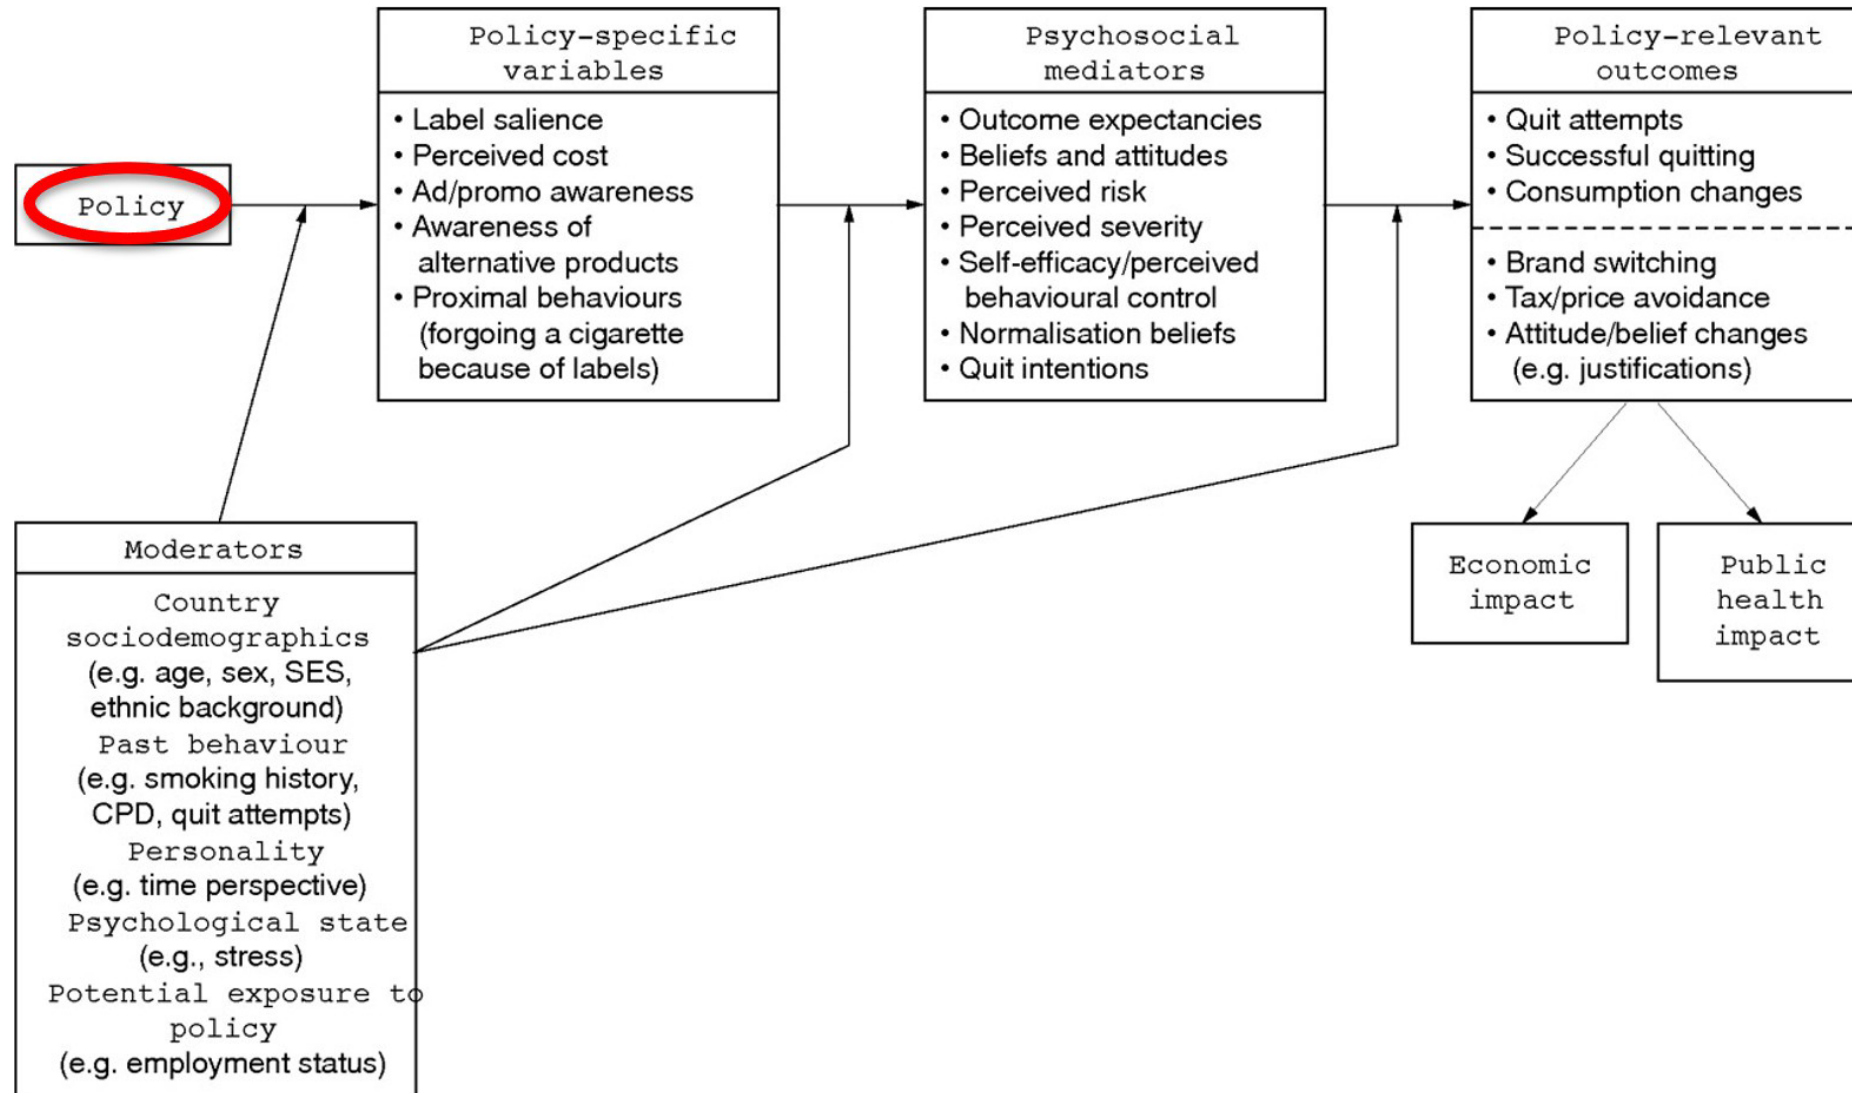 Policy
Policy-specific
variables
• Label salience
• Perceived cost
• Ad/promo awareness
• Awareness of
alternative products
• Proximal behaviours
(forgoing a cigarette
because of labels)
Psychosocial
mediators
• Outcome expectancies
• Beliefs and attitudes
• Perceived risk
• Perceived severity
• Self-efficacy/perceived
behavioural control
• Normalisation beliefs
• Quit intentions
Policy-relevant
outcomes
• Quit attempts
• Successful quitting
• Consumption changes
• Brand switching
• Tax/price avoidance
• Attitude/belief changes
(e.g. justifications)
Economic
impact
Public
health
impact
Moderators
Country
sociodemographics
(e.g. age, sex, SES,
ethnic background)
Past behaviour
(e.g. smoking history,
CPD, quit attempts)
Personality
(e.g. time perspective)
Psychological state
(e.g., stress)
Potential exposure to
policy
(e.g. employment status)